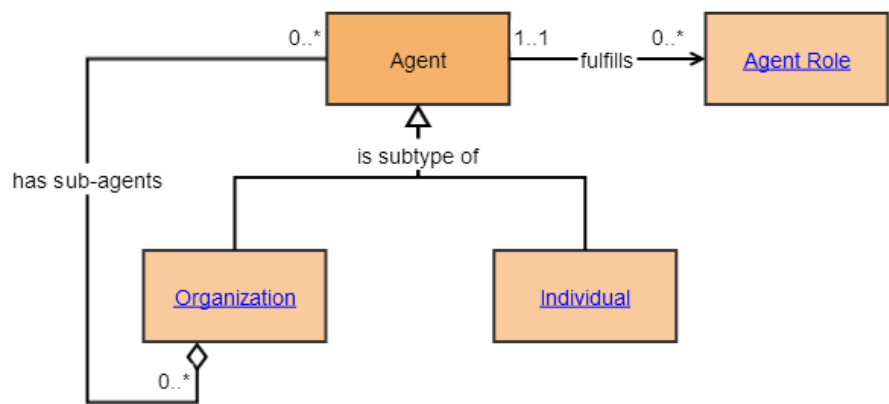 0..*
Agent
1..1
fulfills
0..*
Agent Role
is subtype of
has sub-agents
Organization
Individual
0..*